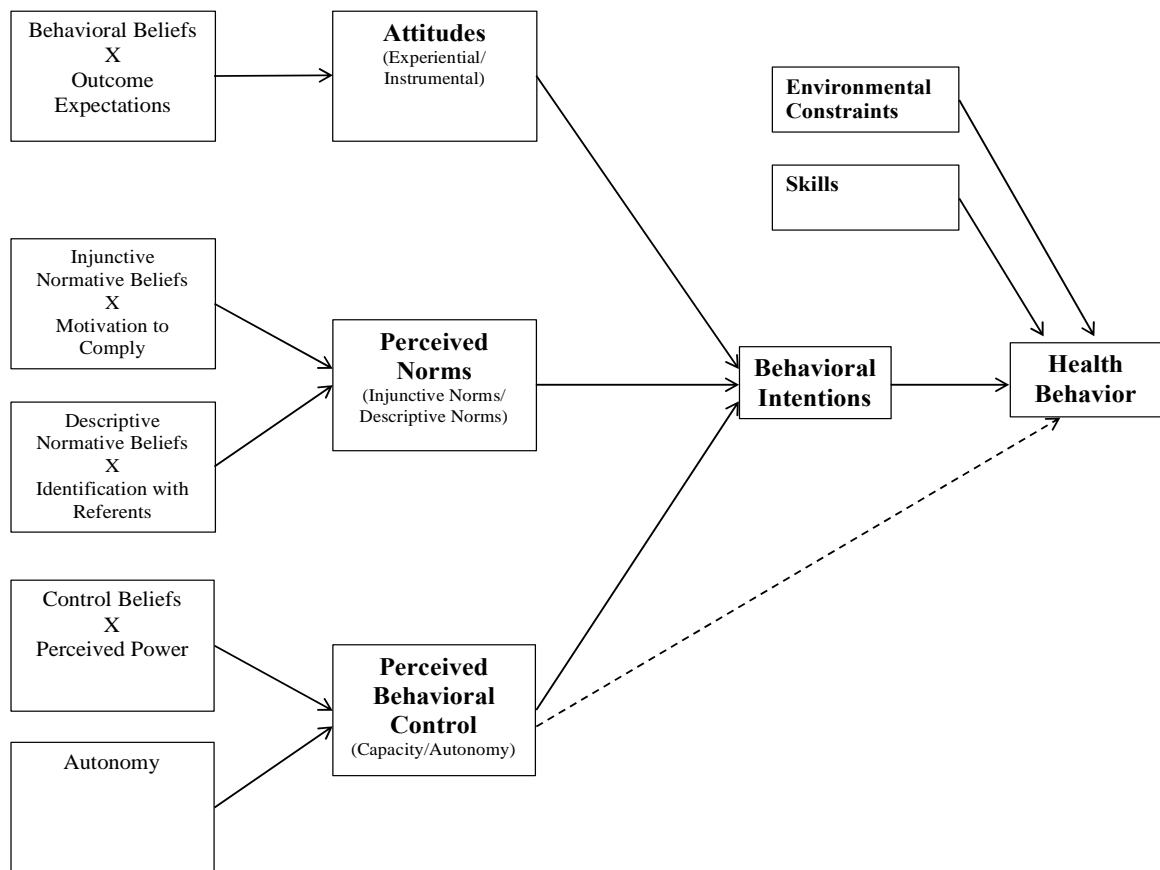 Behavioral Beliefs
X
Outcome
Expectations
Attitudes
(Experiential/
Instrumental)
Environmental
Constraints
Skills
Injunctive
Normative Beliefs
X
Motivation to
Comply
Descriptive
Normative Beliefs
X
Identification with
Referents
Perceived
Norms
(Injunctive Norms/
Descriptive Norms)
Behavioral
Intentions
Health
Behavior
Control Beliefs
X
Perceived Power
Autonomy
Perceived
Behavioral
Control
(Capacity/Autonomy)